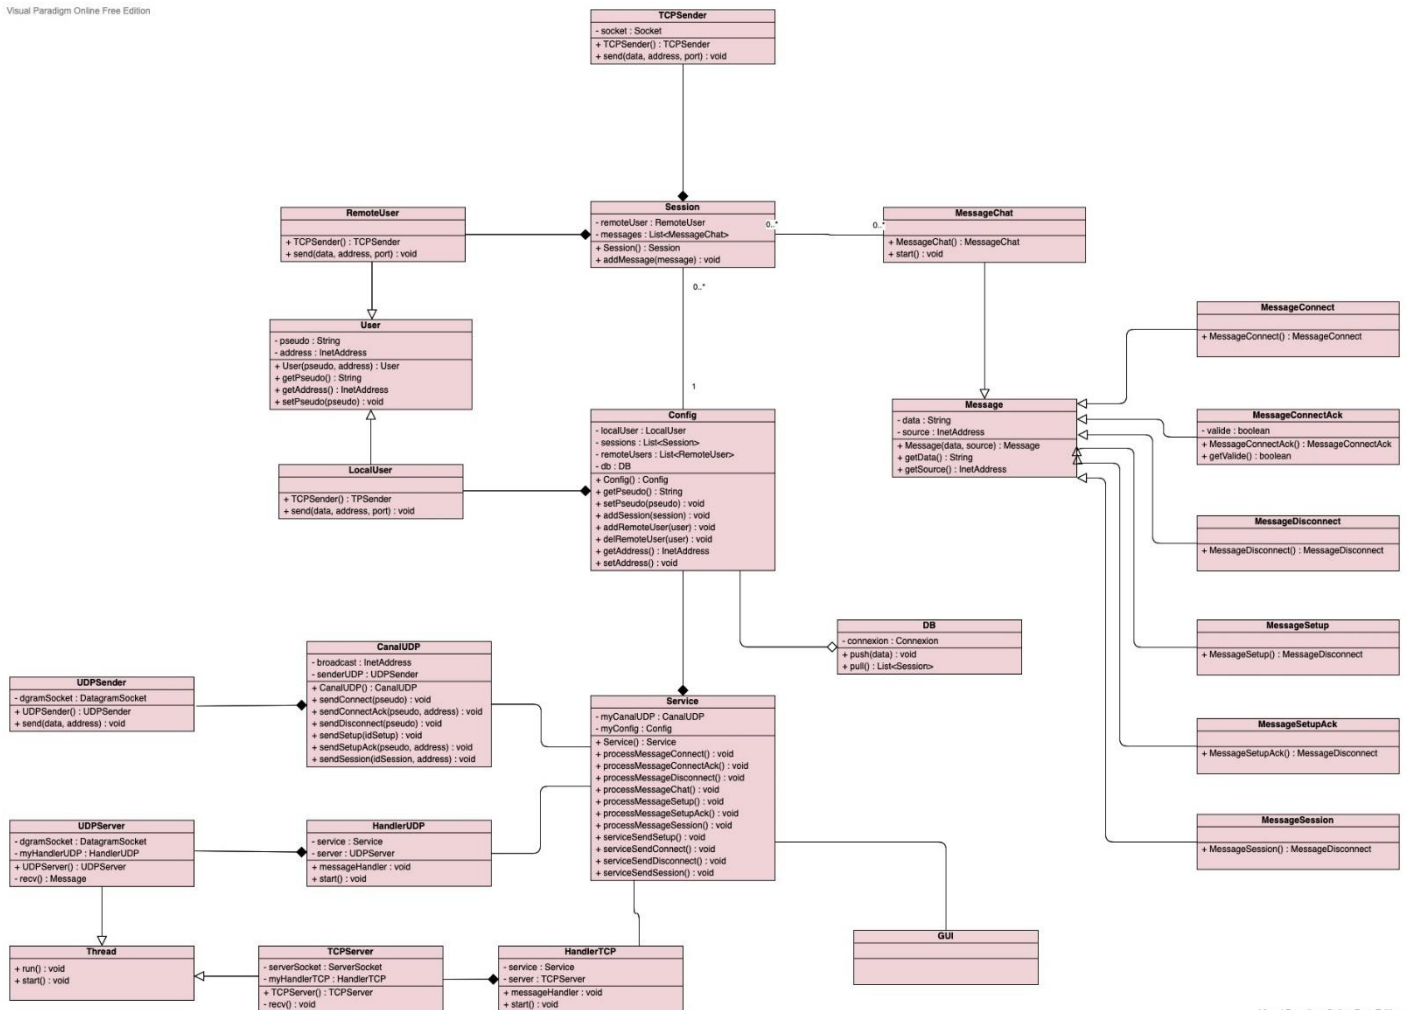 Visual Paradigm Online Free Edition
TCPSender
- socket : Socket
+ TCPSender() : TCPSender
+ send(data, address, port) : void
RemoteUser
+ TCPSender() : TCPSender
+ send(data, address, port) : void
Session
- remoteUser : RemoteUser
- messages : List<MessageChat>
+ Session() : Session
+ addMessage(message) : void
0..*
0..*
MessageChat
+ MessageChat() : MessageChat
+ start() : void
0..*
1
User
- pseudo : String
- address : InetAddress
+ User(pseudo, address) : User
+ getPseudo() : String
+ getAddress() : InetAddress
+ setPseudo(pseudo) : void
MessageConnect
+ MessageConnect() : MessageConnect
Message
- data : String
- source : InetAddress
+ Message(data, source) : Message
+ getData() : String
+ getSource() : InetAddress
MessageConnectAck
- valide : boolean
+ MessageConnectAck() : MessageConnectAck
+ getValide() : boolean
Config
- localUser : LocalUser
- sessions : List<Session>
- remoteUsers : List<RemoteUser>
- db : DB
+ Config() : Config
+ getPseudo() : String
+ setPseudo(pseudo) : void
+ addSession(session) : void
+ addRemoteUser(user) : void
+ delRemoteUser(user) : void
+ getAddress() : InetAddress
+ setAddress() : void
LocalUser
+ TCPSender() : TPSender
+ send(data, address, port) : void
MessageDisconnect
+ MessageDisconnect() : MessageDisconnect
DB
- connexion : Connexion
+ push(data) : void
+ pull() : List<Session>
MessageSetup
+ MessageSetup() : MessageDisconnect
CanalUDP
- broadcast : InetAddress
- senderUDP : UDPSender
+ CanalUDP() : CanalUDP
+ sendConnect(pseudo) : void
+ sendConnectAck(pseudo, address) : void
+ sendDisconnect(pseudo) : void
+ sendSetup(idSetup) : void
+ sendSetupAck(pseudo, address) : void
+ sendSession(idSession, address) : void
UDPSender
- dgramSocket : DatagramSocket
+ UDPSender() : UDPSender
+ send(data, address) : void
Service
- myCanalUDP : CanalUDP
- myConfig : Config
+ Service() : Service
+ processMessageConnect() : void
+ processMessageConnectAck() : void
+ processMessageDisconnect() : void
+ processMessageChat() : void
+ processMessageSetup() : void
+ processMessageSetupAck() : void
+ processMessageSession() : void
+ serviceSendSetup() : void
+ serviceSendConnect() : void
+ serviceSendDisconnect() : void
+ serviceSendSession() : void
MessageSetupAck
+ MessageSetupAck() : MessageDisconnect
UDPServer
- dgramSocket : DatagramSocket
- myHandlerUDP : HandlerUDP
+ UDPServer() : UDPServer
- recv() : Message
HandlerUDP
- service : Service
- server : UDPServer
+ messageHandler : void
+ start() : void
MessageSession
+ MessageSession() : MessageDisconnect
Thread
+ run() : void
+ start() : void
TCPServer
- serverSocket : ServerSocket
- myHandlerTCP : HandlerTCP
+ TCPServer() : TCPServer
- recv() : void
HandlerTCP
- service : Service
- server : TCPServer
+ messageHandler : void
+ start() : void
GUI